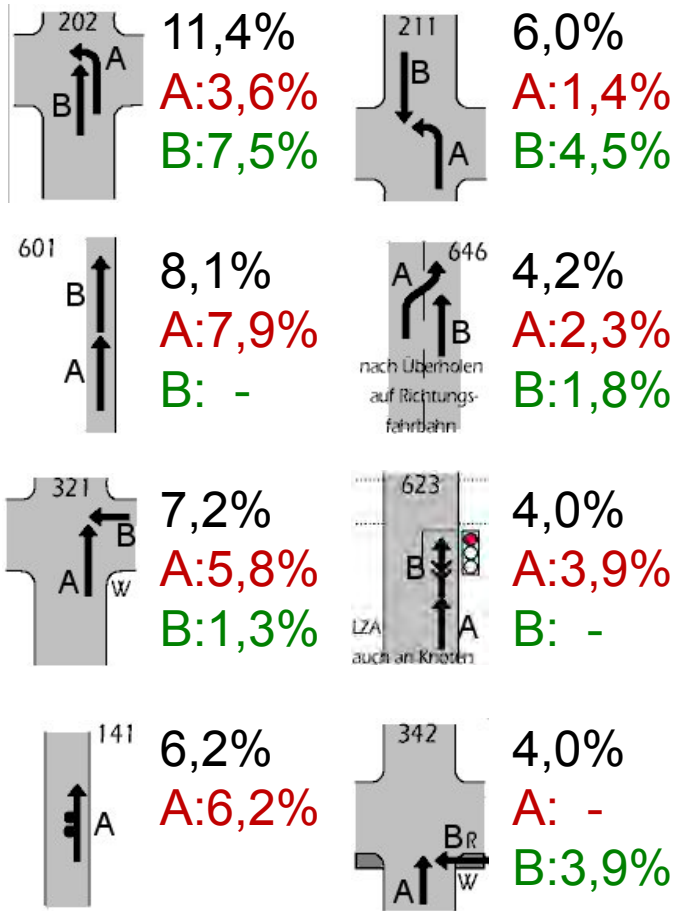 202
A
B
11,4%
A:3,6%
B:7,5%
211
B
A
6,0%
A:1,4%
B:4,5%
601
B
A
8,1%
A:7,9%
B: -
646
A
B
nach Überholen
auf Richtungs-
fahrbahn
4,2%
A:2,3%
B:1,8%
321
B
A
W
7,2%
A:5,8%
B:1,3%
623
B
A
LZA
auch an Knoten
4,0%
A:3,9%
B: -
141
A
6,2%
A:6,2%
342
BR
W
A
4,0%
A: -
B:3,9%